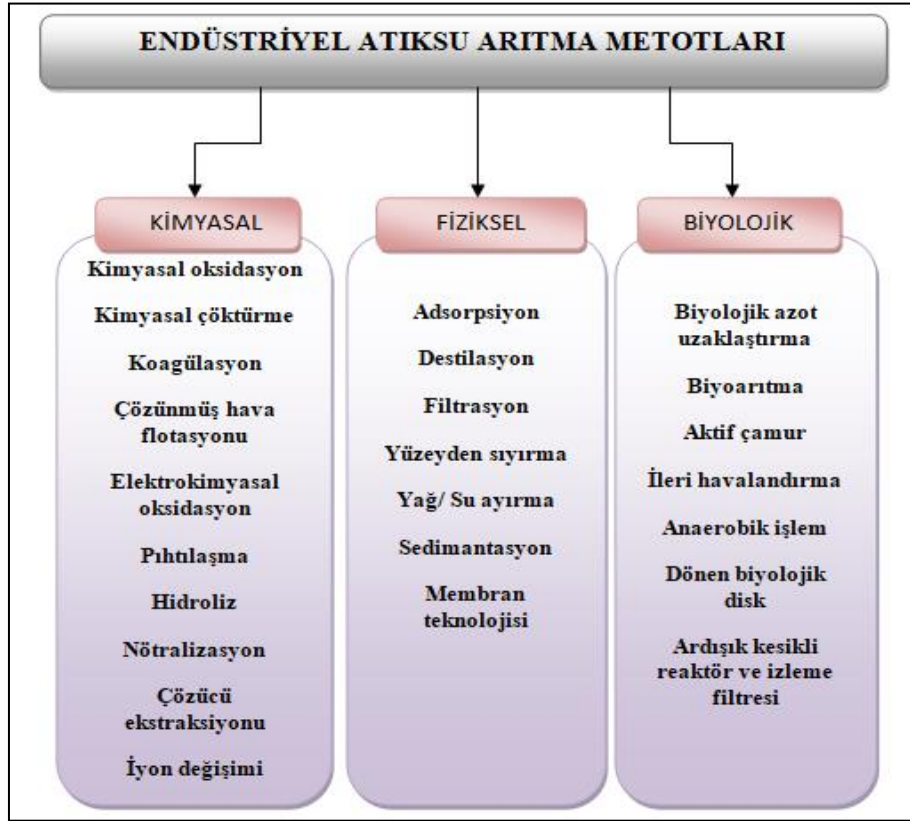 ENDÜSTRİYEL ATIKSU ARITMA METOTLARI
KİMYASAL
Kimyasal oksidasyon
Kimyasal çöktürme
Koagülasyon
Çözünmüş hava
flotasyonu
Elektrokimyasal
oksidasyon
Pıhtılaşma
Hidroliz
Nötralizasyon
Çözücü
ekstraksiyonu
İyon değişimi
FİZİKSEL
Adsorpsiyon
Destilasyon
Filtrasyon
Yüzeyden sıyırma
Yağ/ Su ayırma
Sedimantasyon
Membran
teknolojisi
BİYOLOJİK
Biyolojik azot
uzaklaştırma
Biyoarıtma
Aktif çamur
İleri havalandırma
Anaerobik işlem
Dönen biyolojik
disk
Ardışık kesikli
reaktör ve izleme
filtresi